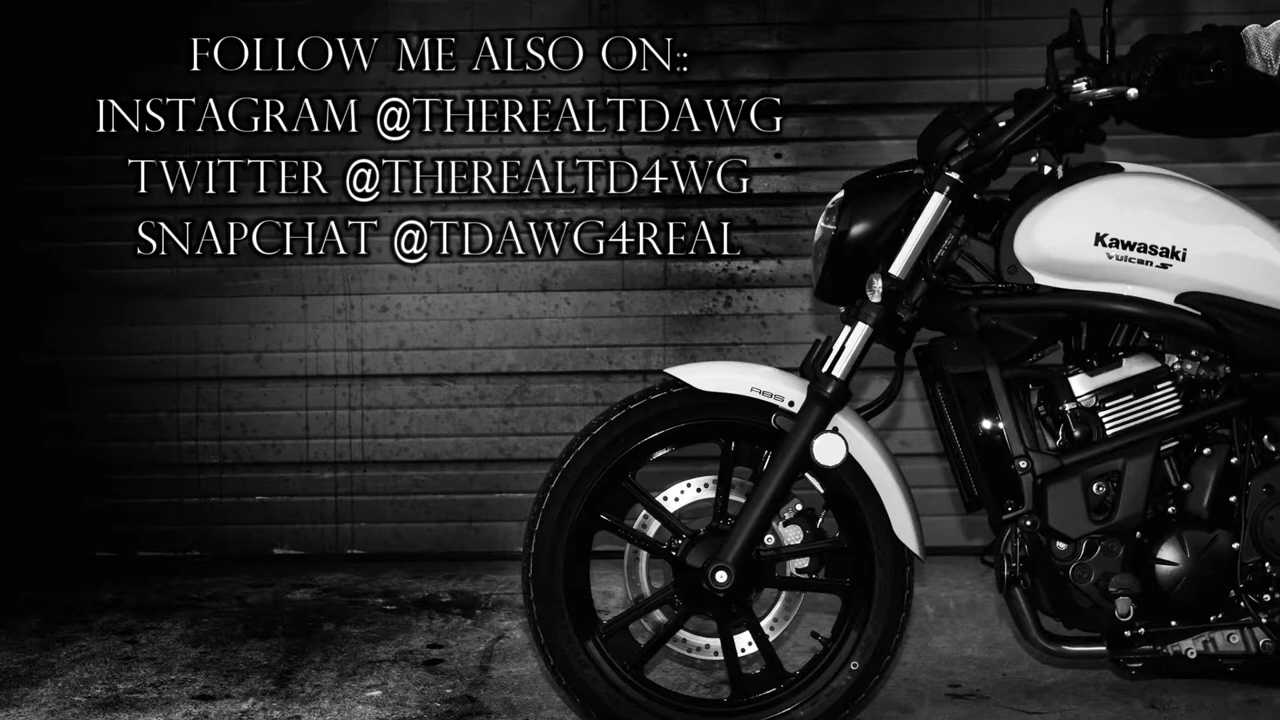 FOLLOW ME ALSO ON::
INSTAGRAM @THEREALTDAWG
TWITTER @THEREALTD4WG
SNAPCHAT @TDAWG4REAL
Kawasaki
Vulcan S
ABS